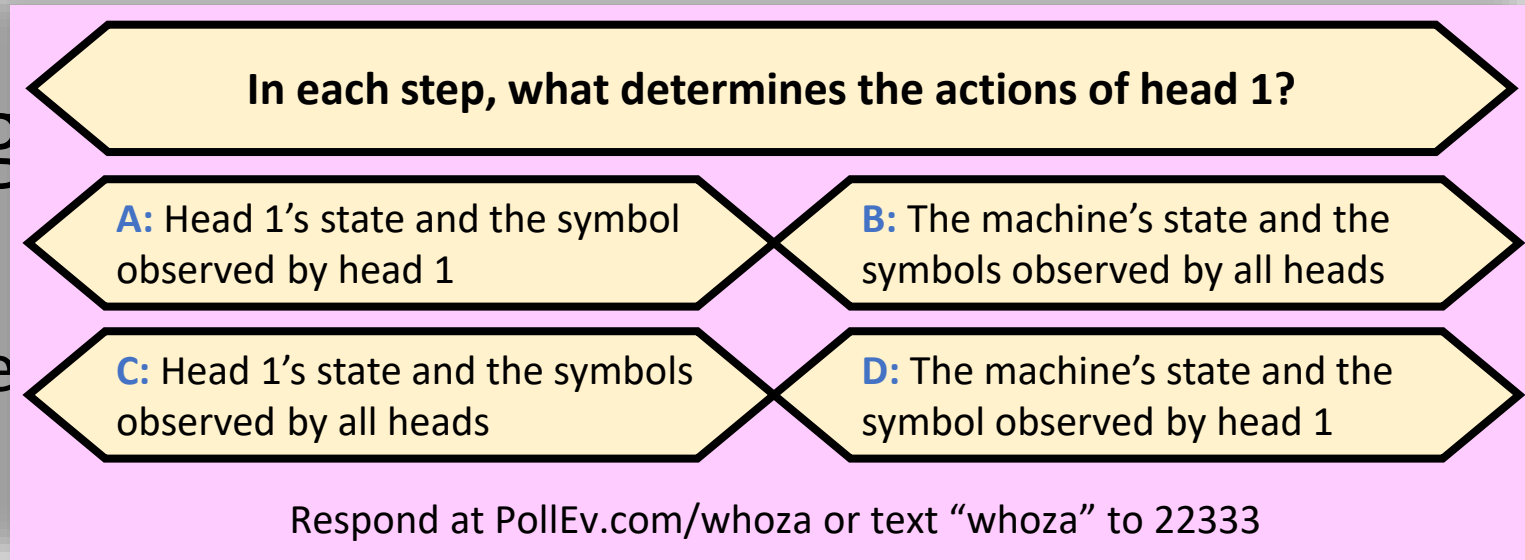 In each step, what determines the actions of head 1?
A: Head 1’s state and the symbol
observed by head 1
B: The machine’s state and the
symbols observed by all heads
C: Head 1’s state and the symbols
observed by all heads
D: The machine’s state and the
symbol observed by head 1
Respond at PollEv.com/whoza or text “whoza” to 22333